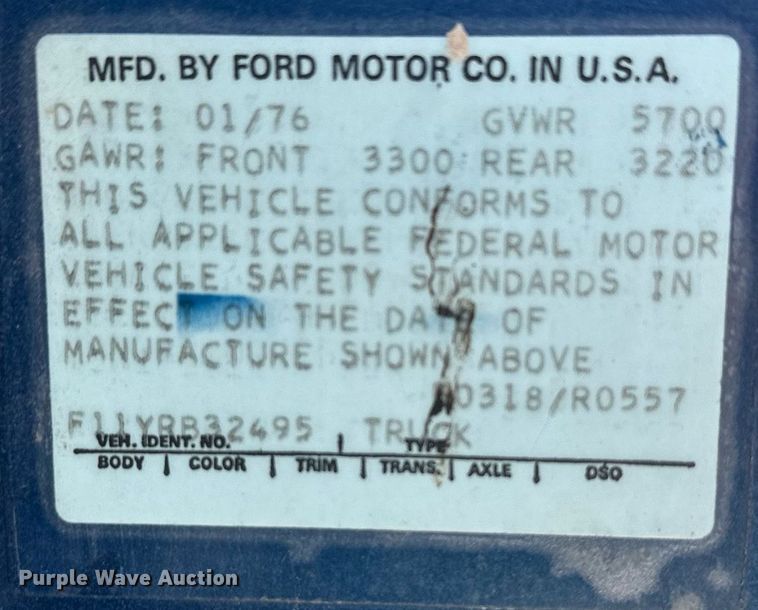 MFD. BY FORD MOTOR CO. IN U.S.A.
DATE: 01/76 GVWR 5700
GAWR: FRONT 3300 REAR 3220
THIS VEHICLE CONFORMS TO
ALL APPLICABLE FEDERAL MOTOR
VEHICLE SAFETY STANDARDS IN
EFFECT ON THE DATE OF
MANUFACTURE SHOWN ABOVE
F0318/R0557
F11YRB32495 TRUCK
VEH. IDENT. NO. TYPE
BODY COLOR TRIM TRANS. AXLE DSO
Purple Wave Auction